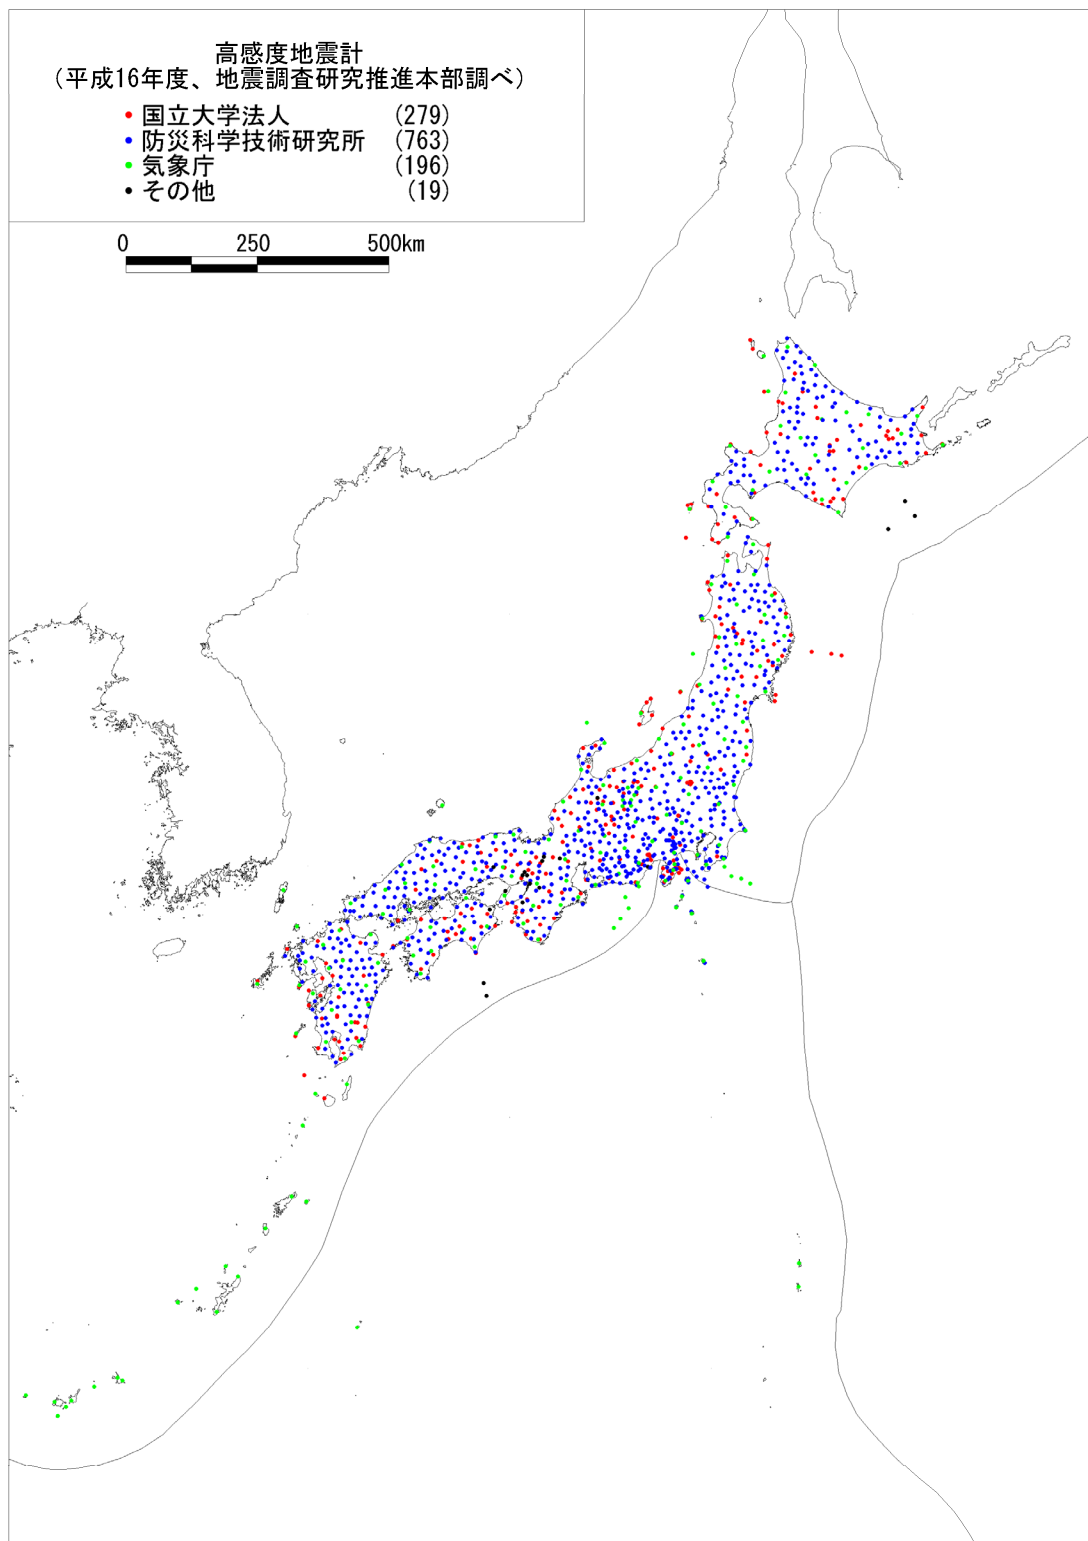 高感度地震計
(平成16年度、地震調査研究推進本部調べ)
国立大学法人 (279)
防災科学技術研究所 (763)
気象庁 (196)
その他 (19)
0 250 500km